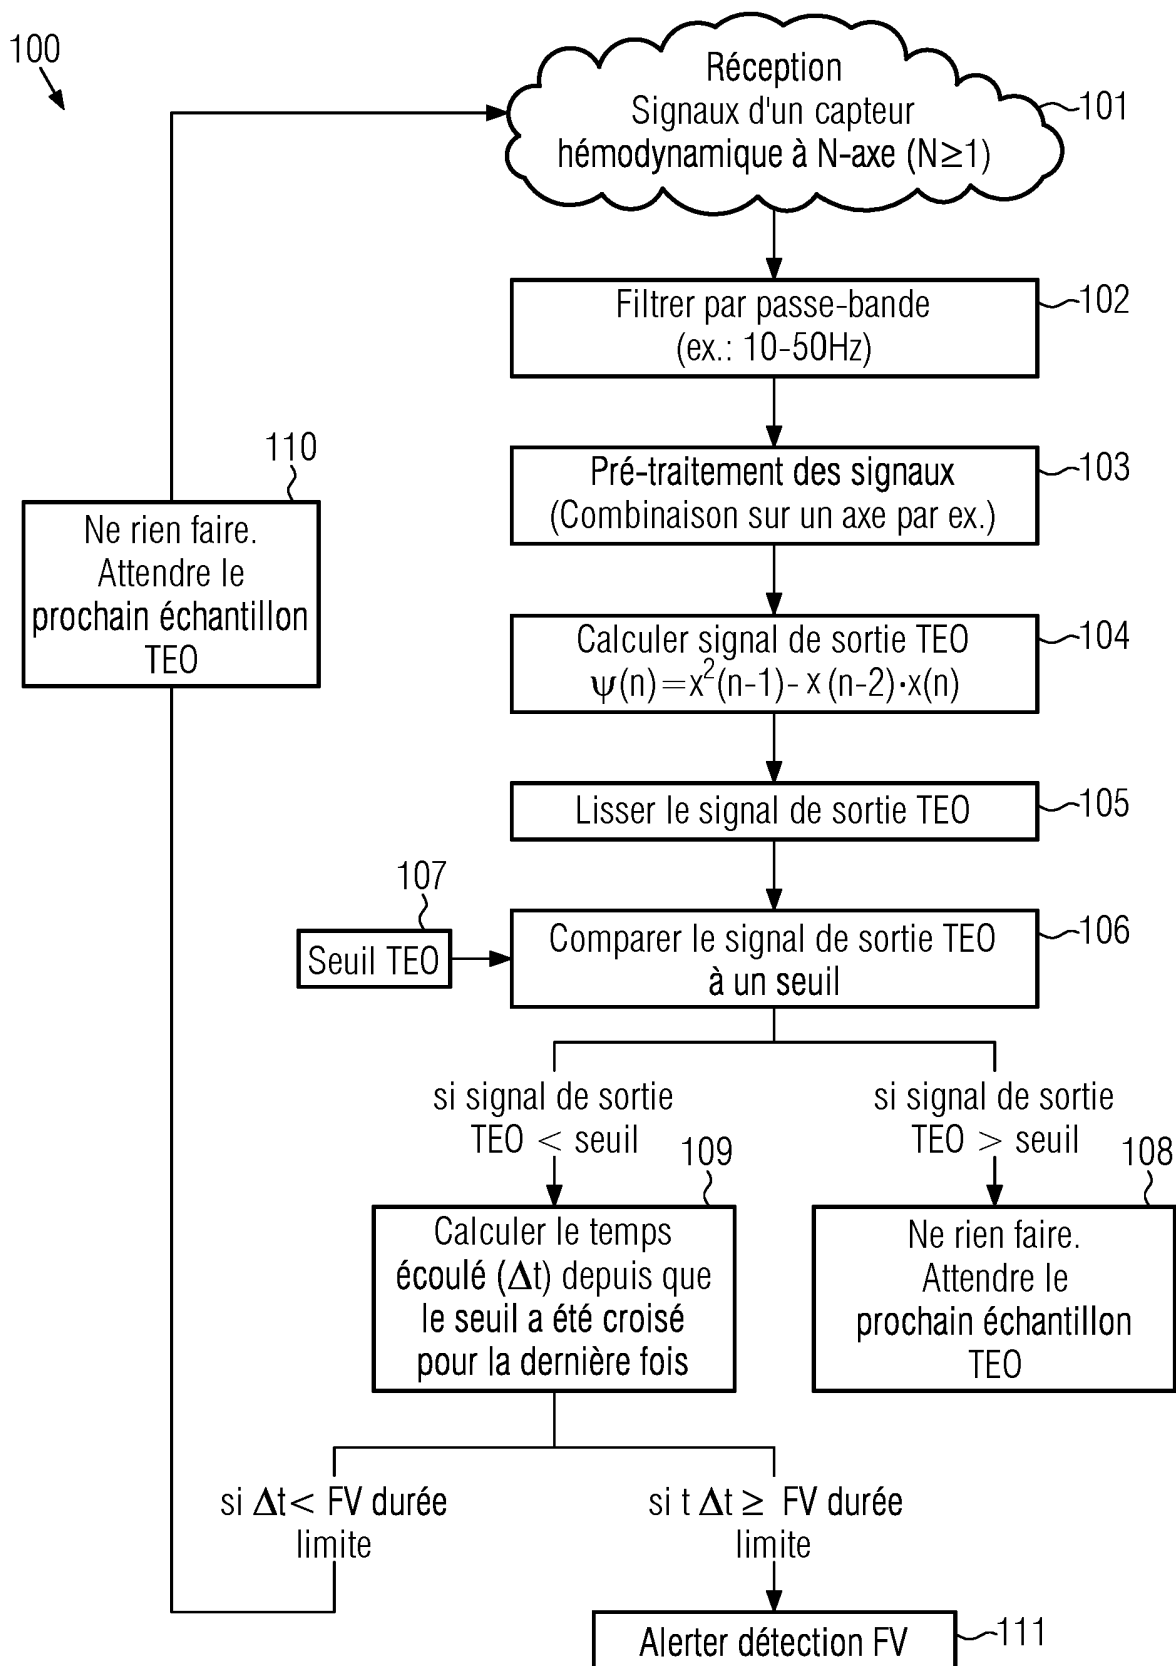 100
Réception
Signaux d'un capteur
hémodynamique à N-axe (N≥1)
101
Filtrer par passe-bande
(ex.: 10-50Hz)
102
Pré-traitement des signaux
(Combinaison sur un axe par ex.)
103
110
Ne rien faire.
Attendre le
prochain échantillon
TEO
Calculer signal de sortie TEO
ψ(n)=x²(n-1)-x(n-2)·x(n)
104
Lisser le signal de sortie TEO
105
107
Seuil TEO
Comparer le signal de sortie TEO
à un seuil
106
si signal de sortie
TEO < seuil
si signal de sortie
TEO > seuil
109
Calculer le temps
écoulé (Δt) depuis que
le seuil a été croisé
pour la dernière fois
108
Ne rien faire.
Attendre le
prochain échantillon
TEO
si Δt< FV durée
limite
si t Δt ≥ FV durée
limite
Alerter détection FV
111